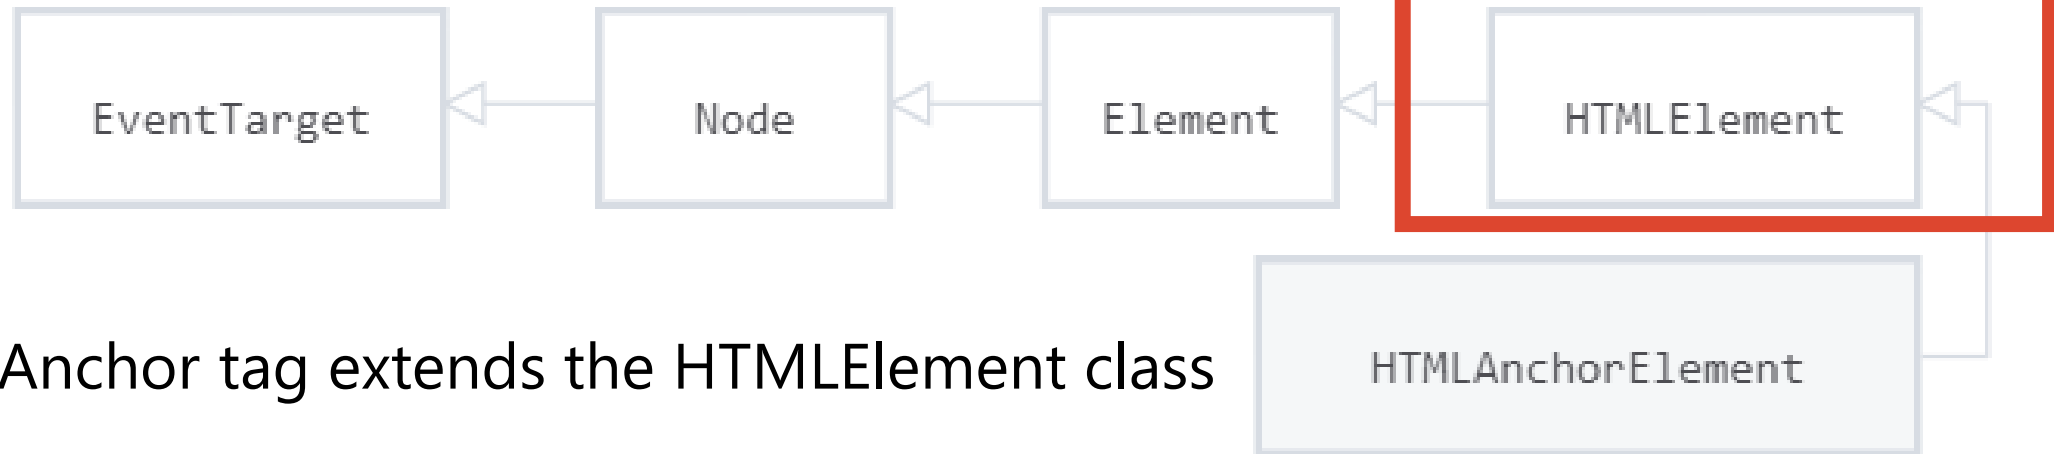 EventTarget
Node
Element
HTMLElement
Anchor tag extends the HTMLElement class
HTMLAnchorElement